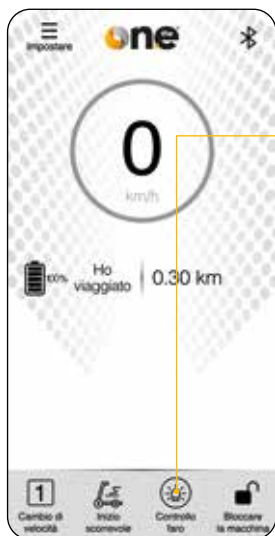 Impostare
one
0
km/h
100%
Ho
viaggiato
0.30 km
1
Cambio di
velocità
Inizio
scorrevole
Controllo
faro
Bloccare
la macchina